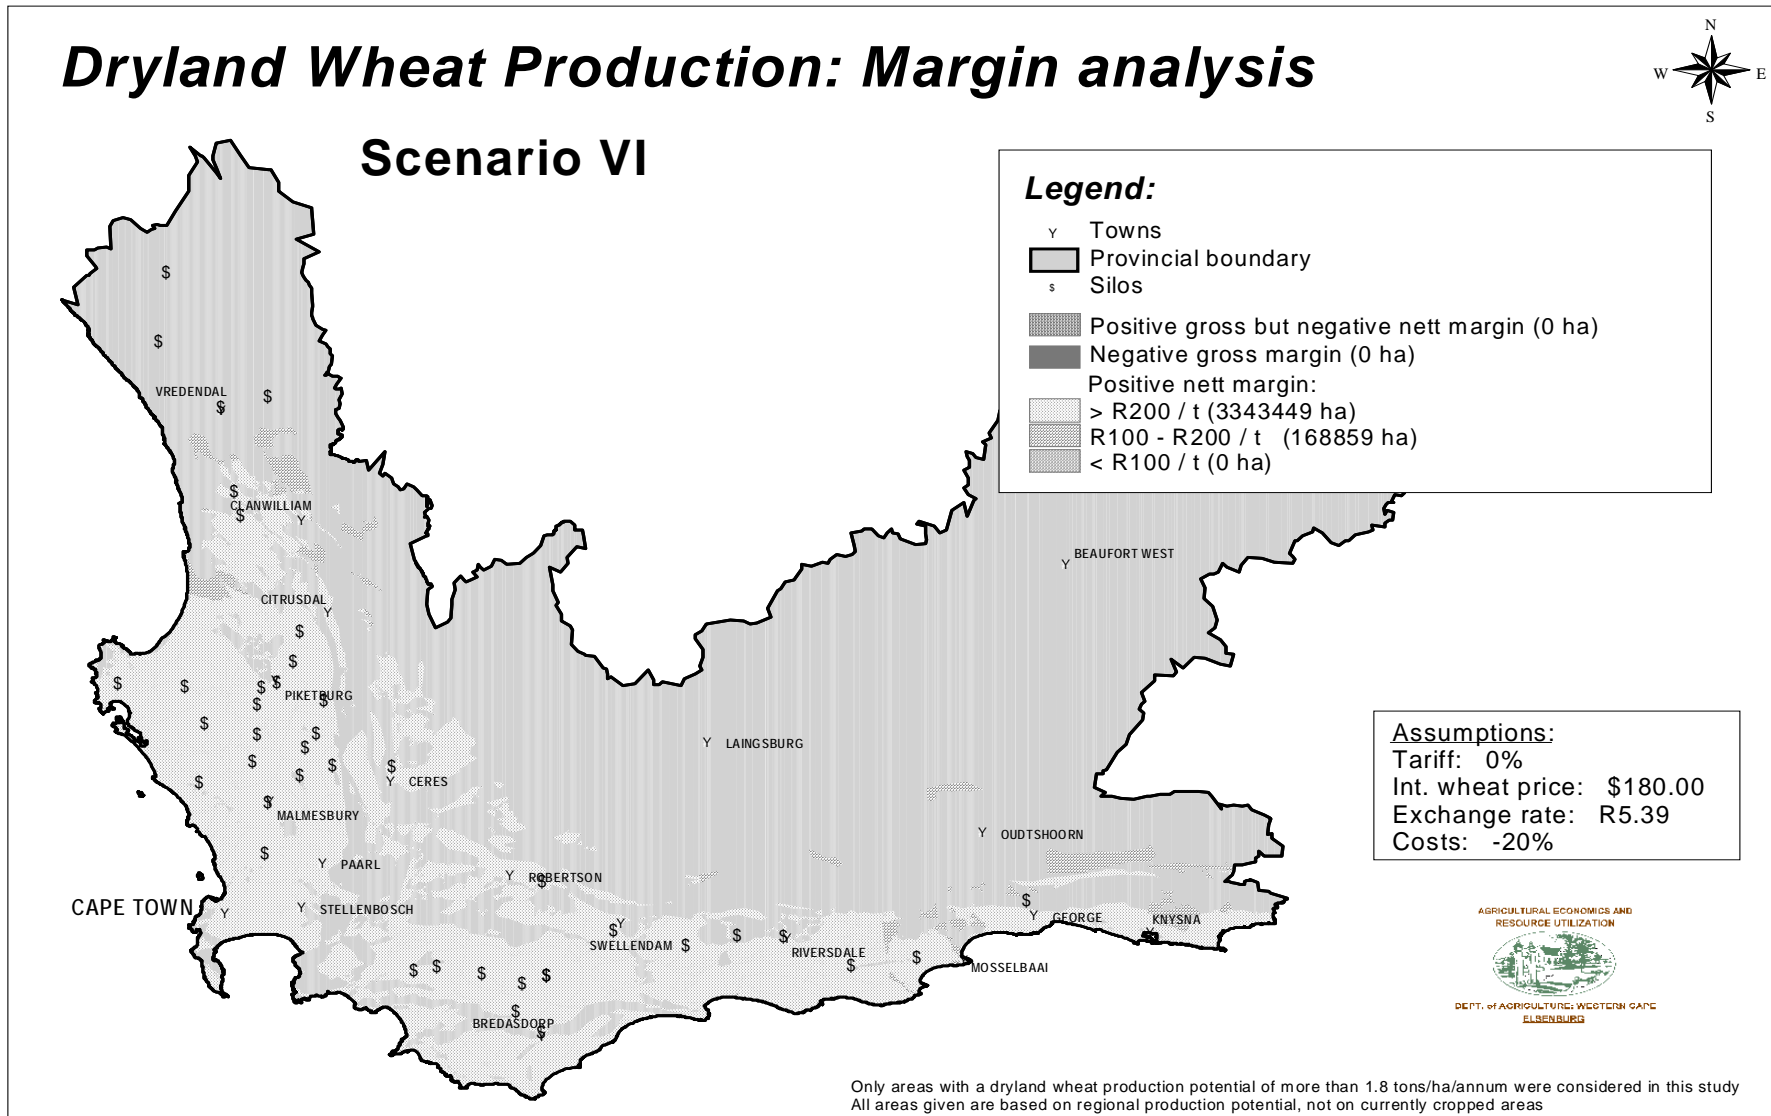 Dryland Wheat Production: Margin analysis
Scenario VI
N
W
E
S
Legend:
Y Towns
Provincial boundary
$ Silos
Positive gross but negative nett margin (0 ha)
Negative gross margin (0 ha)
Positive nett margin:
> R200 / t (3343449 ha)
R100 - R200 / t (168859 ha)
< R100 / t (0 ha)
VREDENDAL
CLANWILLIAM
BEAUFORT WEST
CITRUSDAL
PIKETBURG
LAINGSBURG
CERES
MALMESBURY
OUDTSHOORN
PAARL
ROBERTSON
CAPE TOWN
STELLENBOSCH
GEORGE
KNYSNA
SWELLENDAM
RIVERSDALE
MOSSELBAAI
BREDASDORP
Assumptions:
Tariff: 0%
Int. wheat price: $180.00
Exchange rate: R5.39
Costs: -20%
AGRICULTURAL ECONOMICS AND
RESOURCE UTILIZATION
DEPT. of AGRICULTURE: WESTERN CAPE
ELSENBURG
Only areas with a dryland wheat production potential of more than 1.8 tons/ha/annum were considered in this study
All areas given are based on regional production potential, not on currently cropped areas